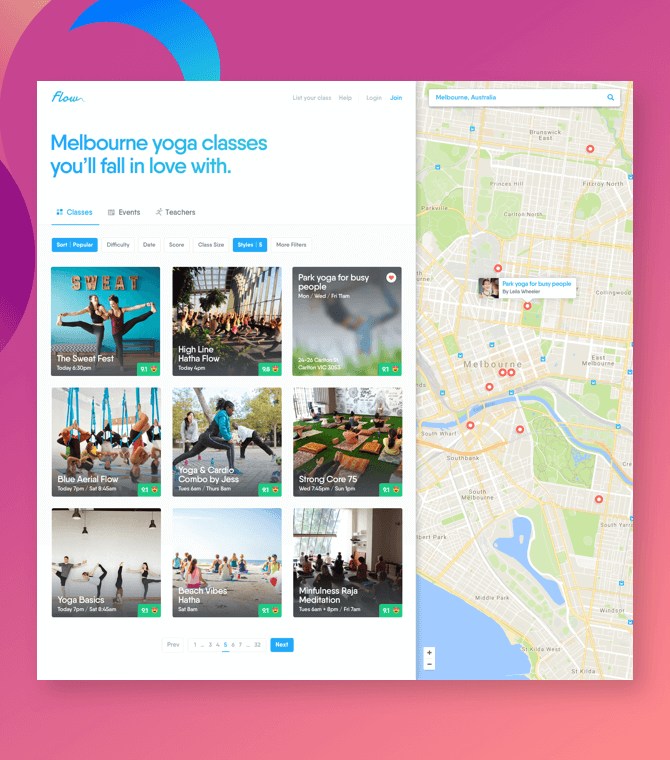 Flow
List your class Help Login Join
Melbourne, Australia
Melbourne yoga classes
you'll fall in love with.
Classes Events Teachers
Sort | Popular Difficulty Date Score Class Size Styles | 5 More Filters
SWEAT
The Sweat Fest
Today 6:30pm
9.1
High Line
Hatha Flow
Today 4pm
9.8
Park yoga for busy
people
Mon / Wed / Fri 11am
24-26 Carlton St
Carlton VIC 3053
9.1
Blue Aerial Flow
Today 7pm / Sat 8:45am
9.1
Yoga & Cardio
Combo by Jess
Tues 6am / Thurs 8am
9.1
Strong Core 75
Wed 7:45pm / Sun 1pm
9.1
Yoga Basics
Today 7pm / Sat 8:45am
9.1
Beach Vibes
Hatha
Sat 8am
9.1
Minfulness Raja
Meditation
Tues 6am + 8pm / Fri 7am
9.1
Prev 1 ... 3 4 5 6 7 ... 32 Next
Brunswick
East
Princes Hill
Fitzroy North
Parkville
Carlton North
Park yoga for busy people
By Leila Wheeler
Collingwood
Melbourne
East
Melbourne
South Wharf
Southbank
South
Melbourne
South Yarra
Albert Park
Middle Park
Windsor
St Kilda West
St Kilda
+
−